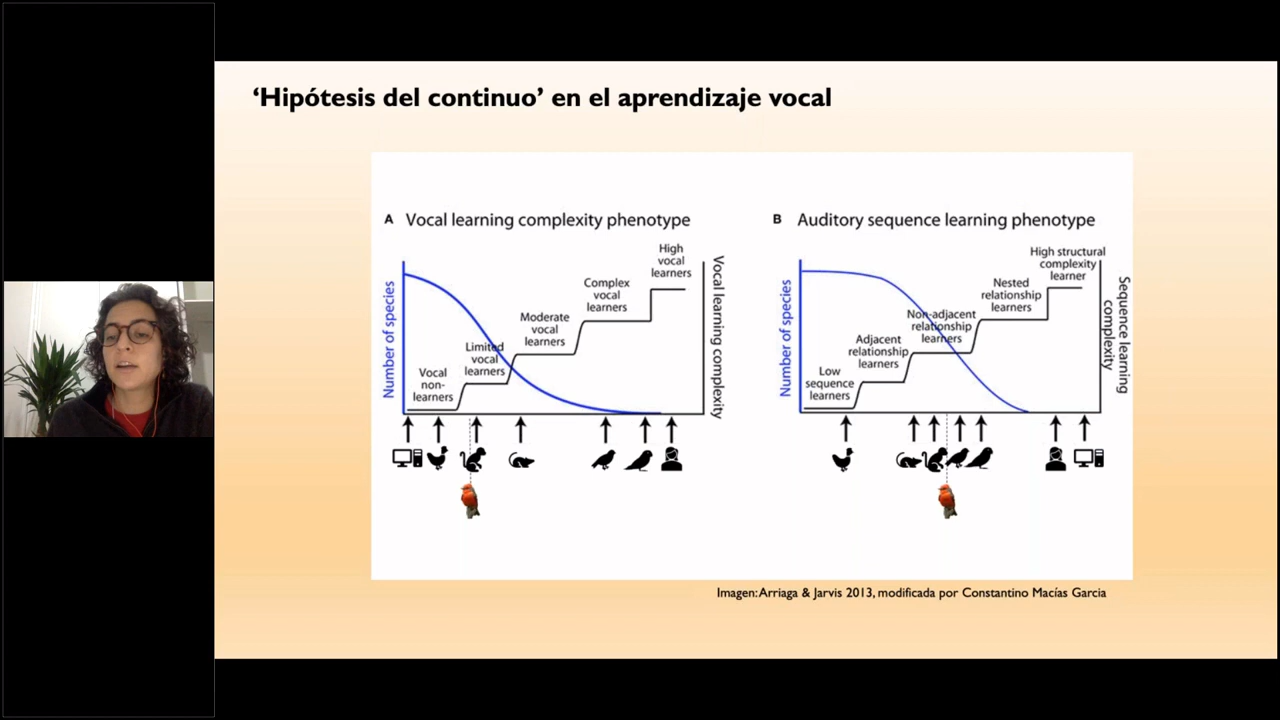 ‘Hipótesis del continuo’ en el aprendizaje vocal
A Vocal learning complexity phenotype
Number of species
Vocal
non-
learners
Limited
vocal
learners
Moderate
vocal
learners
Complex
vocal
learners
High
vocal
learners
Vocal learning complexity
B Auditory sequence learning phenotype
Number of species
Low
sequence
learners
Adjacent
relationship
learners
Non-adjacent
relationship
learners
Nested
relationship
learners
High structural
complexity
learner
Sequence learning
complexity
Imagen: Arriaga & Jarvis 2013, modificada por Constantino Macías Garcia